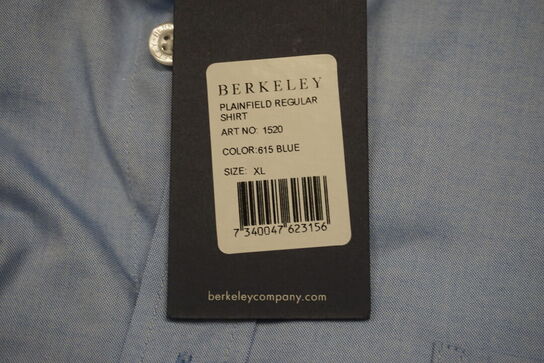 BERKELEY
PLAINFIELD REGULAR
SHIRT
ART NO: 1520
COLOR:615 BLUE
SIZE: XL
7 340047 623156
berkeleycompany.com